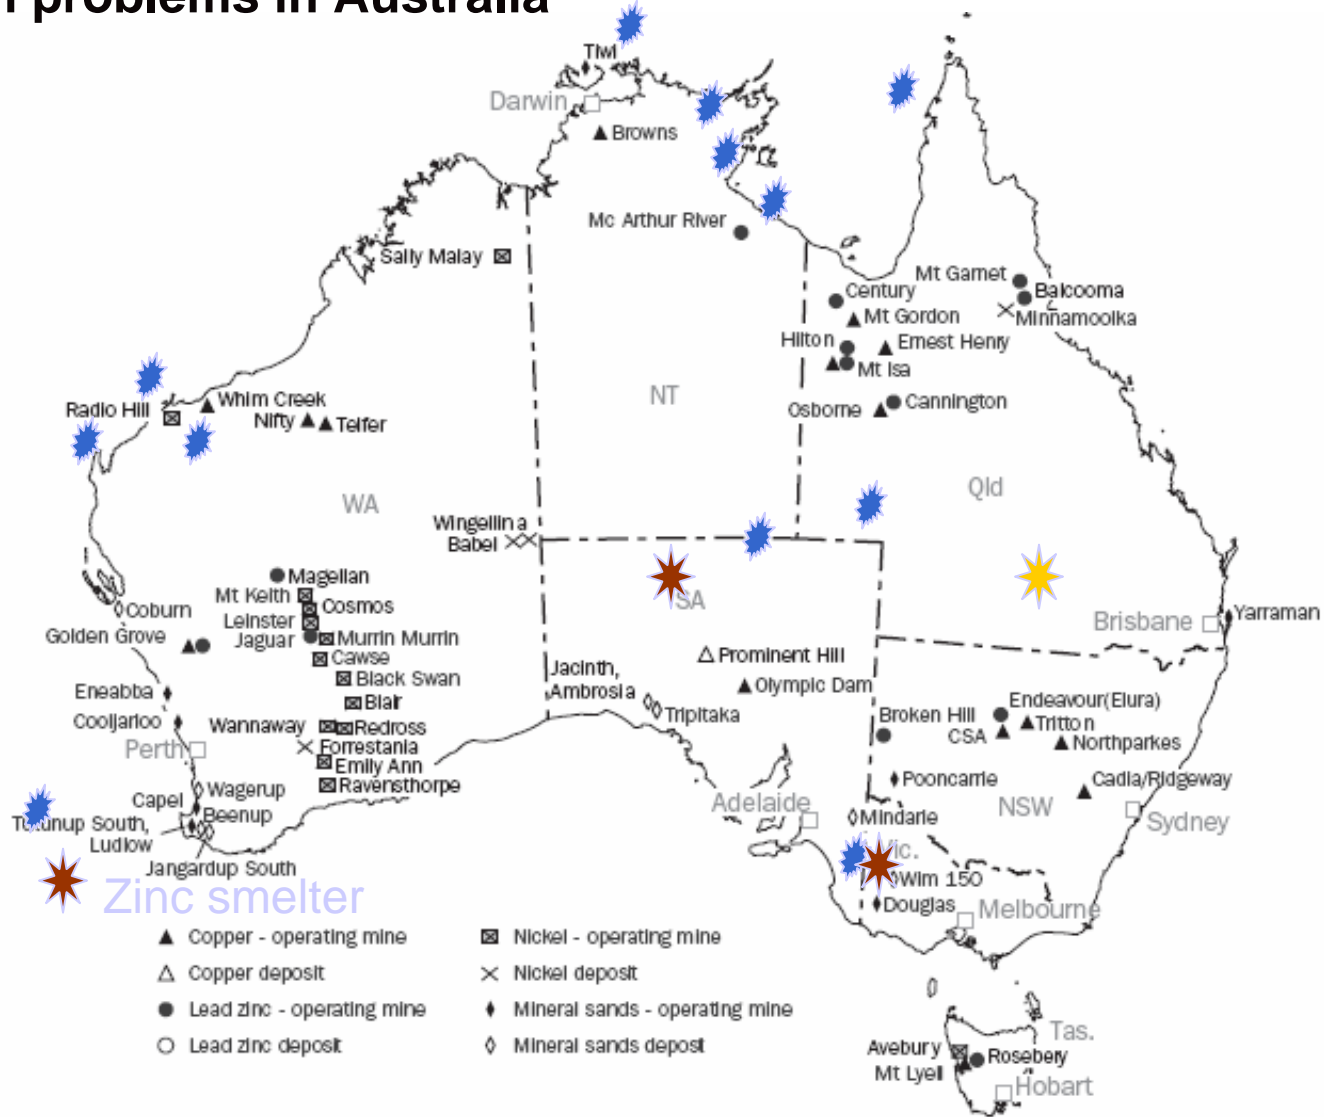 problems in Australia
Tiwi
Darwin
Browns
Mc Arthur River
Sally Malay
Mt Garnet
Century
Balcooma
Mt Gordon
Minnamoolka
Hilton
Ernest Henry
Mt Isa
Whim Creek
Radio Hill
Nifty
Telfer
NT
Osborne
Cannington
WA
Qld
Wingellina
Babel
Magellan
Mt Keith
Cosmos
SA
Coburn
Leinster
Brisbane
Yarraman
Golden Grove
Jaguar
Murrin Murrin
Cawse
Prominent Hill
Black Swan
Jacinth,
Ambrosia
Olympic Dam
Eneabba
Blair
Endeavour(Elura)
Cooljarloo
Wannaway
Redross
Tripitaka
Broken Hill
Tritton
CSA
Perth
Forrestania
Northparkes
Emily Ann
Wagerup
Ravensthorpe
Pooncarrie
Cadia/Ridgeway
Capel
Adelaide
NSW
Beenup
Mindarie
Sydney
South,
Ludlow
Jangardup South
Vic.
Wim 150
Zinc smelter
Douglas
Melbourne
Copper - operating mine
Nickel - operating mine
Copper deposit
Nickel deposit
Lead zinc - operating mine
Mineral sands - operating mine
Lead zinc deposit
Mineral sands deposit
Tas.
Avebury
Rosebery
Mt Lyell
Hobart